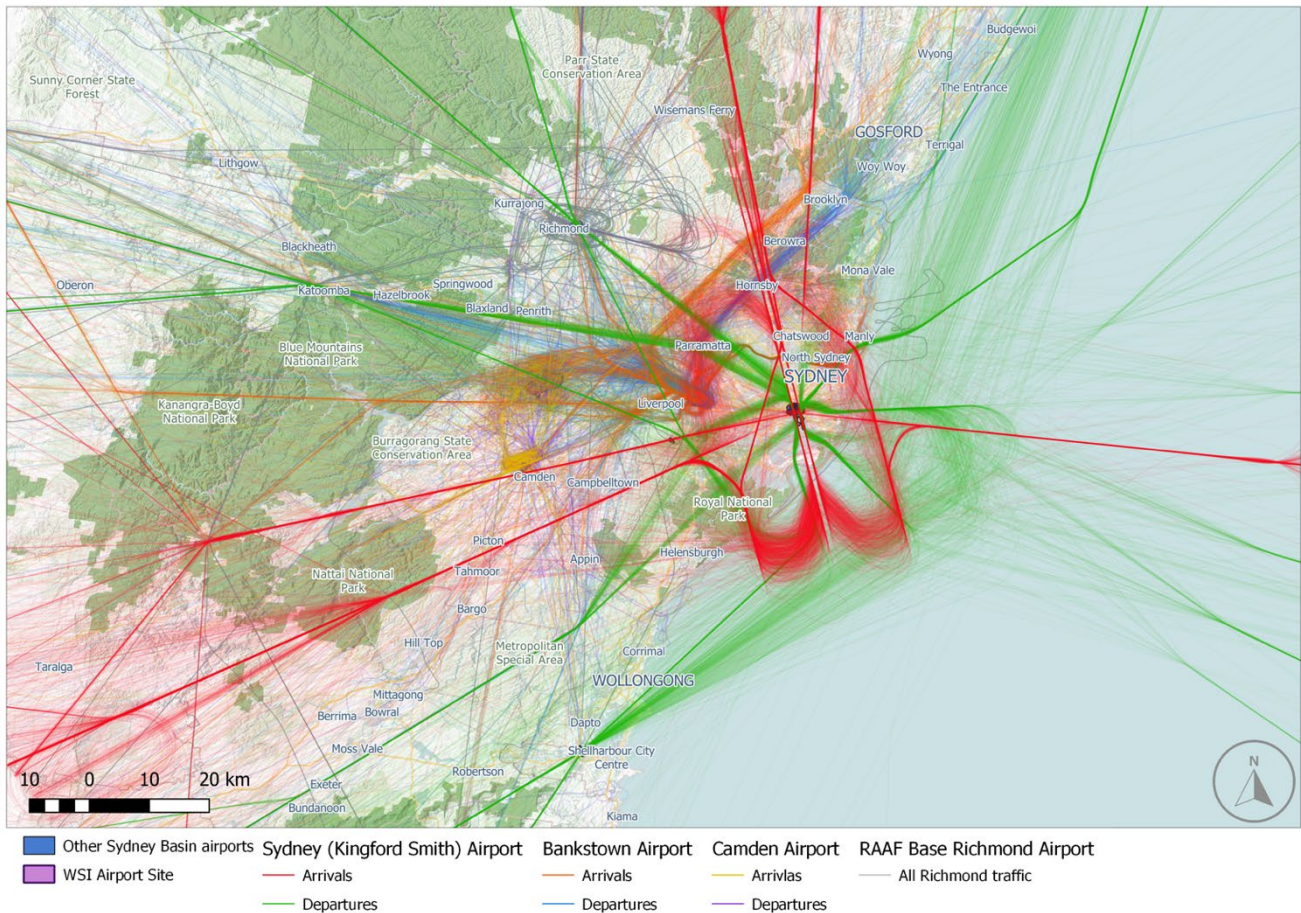 Budgewoi
Wyong
Parr State
Conservation Area
Sunny Corner State
Forest
The Entrance
Wisemans Ferry
GOSFORD
Terrigal
Lithgow
Woy Woy
Kurrajong
Brooklyn
Richmond
Blackheath
Berowra
Mona Vale
Oberon
Springwood
Hornsby
Katoomba
Hazelbrook
Blaxland
Penrith
Chatswood
Manly
Blue Mountains
National Park
Parramatta
North Sydney
SYDNEY
Kanangra-Boyd
National Park
Liverpool
Burragorang State
Conservation Area
Camden
Campbelltown
Royal National
Park
Picton
Helensburgh
Appin
Nattai National
Park
Tahmoor
Bargo
Hill Top
Metropolitan
Special Area
Corrimal
Taralga
WOLLONGONG
Mittagong
Berrima
Bowral
Dapto
Moss Vale
Shellharbour City
Centre
Robertson
10 0 10 20 km
Exeter
Bundanoon
Kiama
N
Other Sydney Basin airports
WSI Airport Site
Sydney (Kingford Smith) Airport
Arrivals
Departures
Bankstown Airport
Arrivals
Departures
Camden Airport
Arrivlas
Departures
RAAF Base Richmond Airport
All Richmond traffic